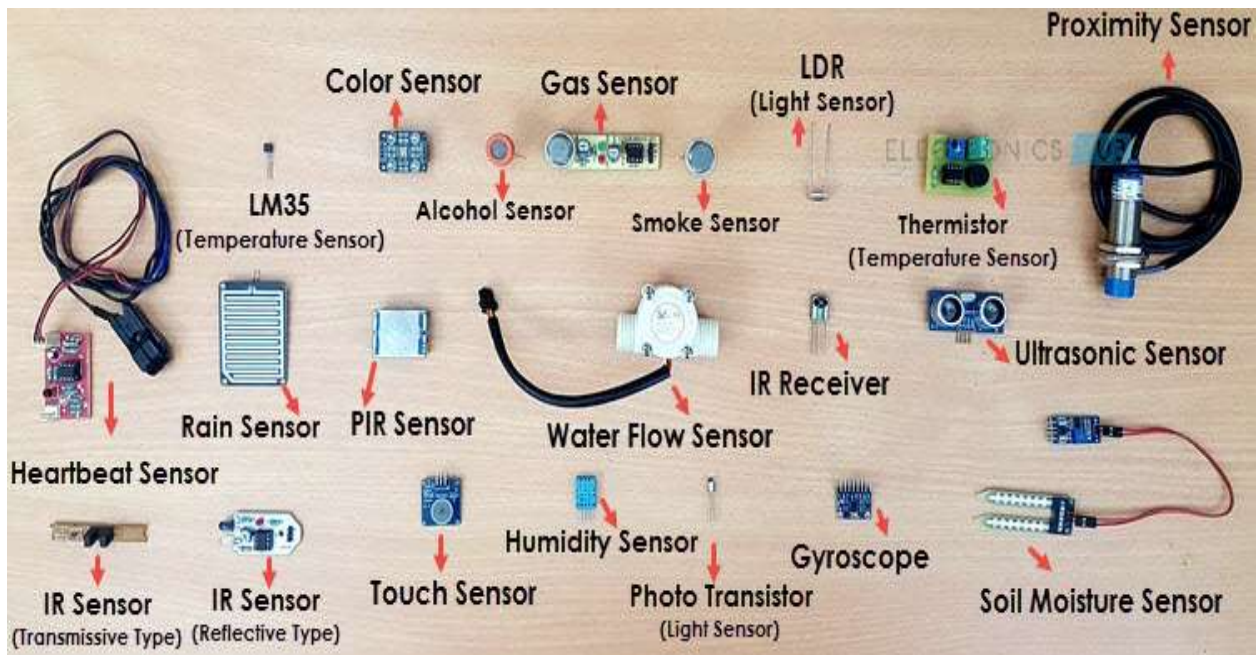 Proximity Sensor
Color Sensor
Gas Sensor
LDR
(Light Sensor)
LM35
(Temperature Sensor)
Alcohol Sensor
Smoke Sensor
Thermistor
(Temperature Sensor)
Rain Sensor
PIR Sensor
Water Flow Sensor
IR Receiver
Ultrasonic Sensor
Heartbeat Sensor
IR Sensor
(Transmissive Type)
IR Sensor
(Reflective Type)
Touch Sensor
Humidity Sensor
Photo Transistor
(Light Sensor)
Gyroscope
Soil Moisture Sensor